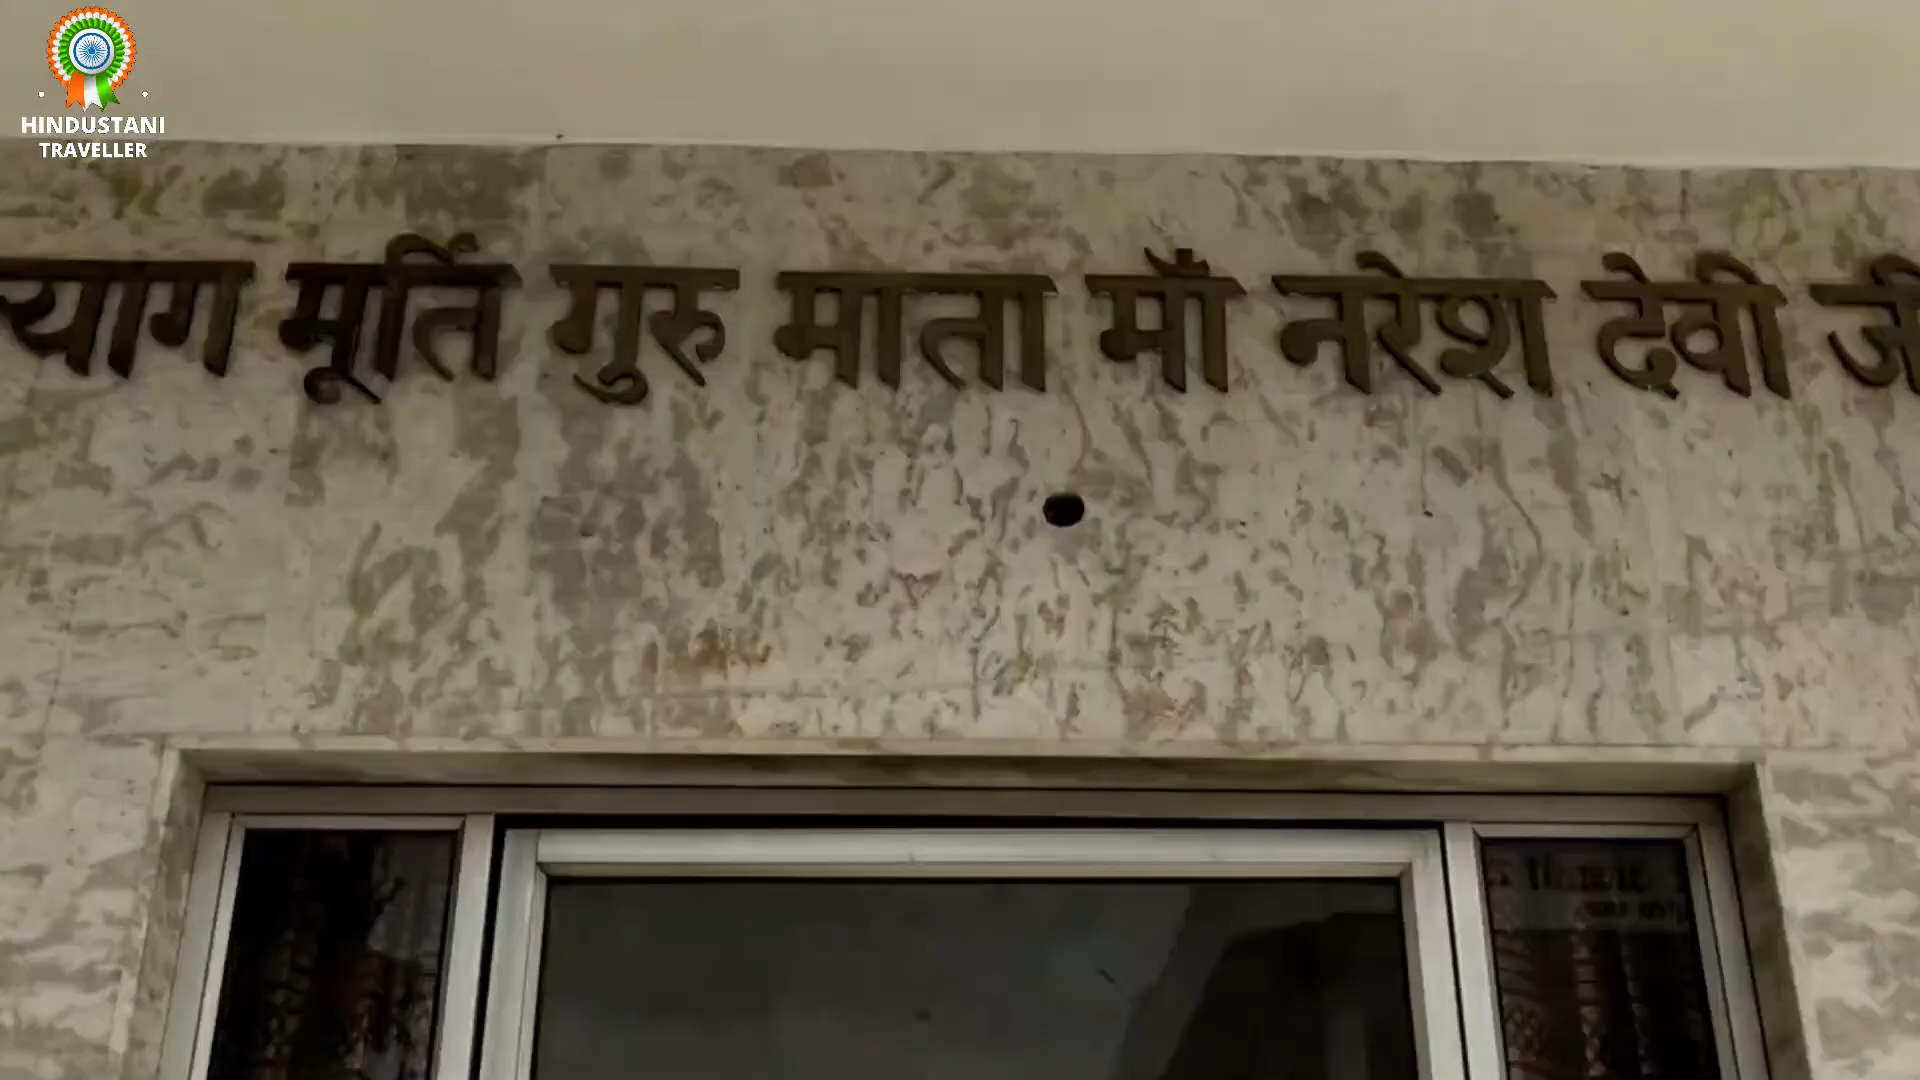 HINDUSTANI
TRAVELLER
त्याग मूर्ति गुरु माता माँ नरेश देवी जी